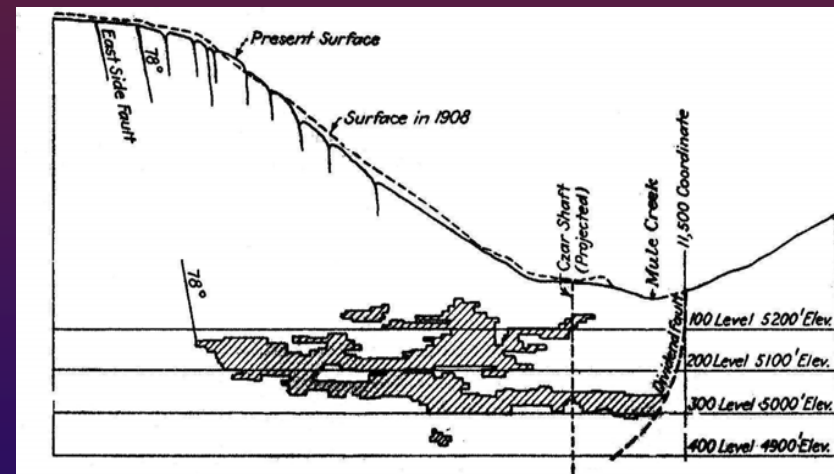 Present Surface
78°
East Side Fault
Surface in 1908
Czar Shaft
(Projected)
Mule Creek
11,500 Coordinate
78°
Dividend Fault
100 Level 5200' Elev.
200 Level 5100' Elev.
300 Level 5000' Elev.
400 Level 4900' Elev.